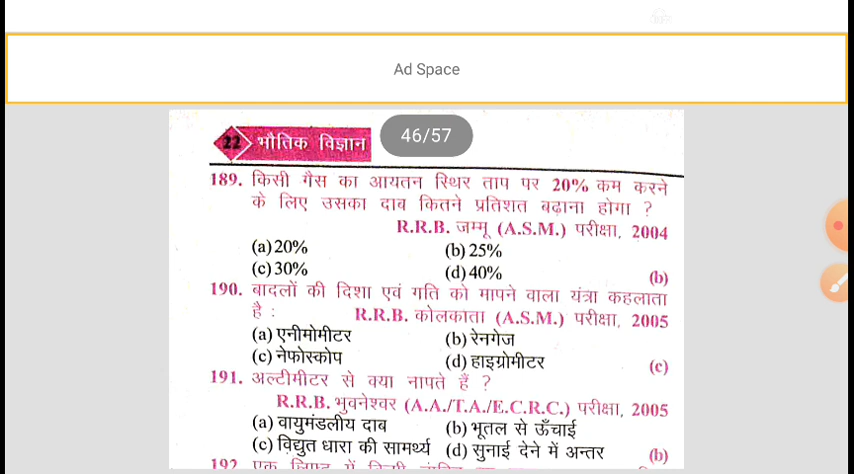 Ad Space
22 भौतिक विज्ञान
46/57
189. किसी गैस का आयतन स्थिर ताप पर 20% कम करने
के लिए उसका दाब कितने प्रतिशत बढ़ाना होगा ?
R.R.B. जम्मू (A.S.M.) परीक्षा, 2004
(a) 20% (b) 25%
(c) 30% (d) 40% (b)
190. बादलों की दिशा एवं गति को मापने वाला यंत्रा कहलाता
है : R.R.B. कोलकाता (A.S.M.) परीक्षा, 2005
(a) एनीमोमीटर (b) रेनगेज
(c) नेफोस्कोप (d) हाइग्रोमीटर (c)
191. अल्टीमीटर से क्या नापते हैं ?
R.R.B. भुवनेश्वर (A.A./T.A./E.C.R.C.) परीक्षा, 2005
(a) वायुमंडलीय दाब (b) भूतल से ऊँचाई
(c) विद्युत धारा की सामर्थ्य (d) सुनाई देने में अन्तर (b)
192 एक लिफ्ट में किसी